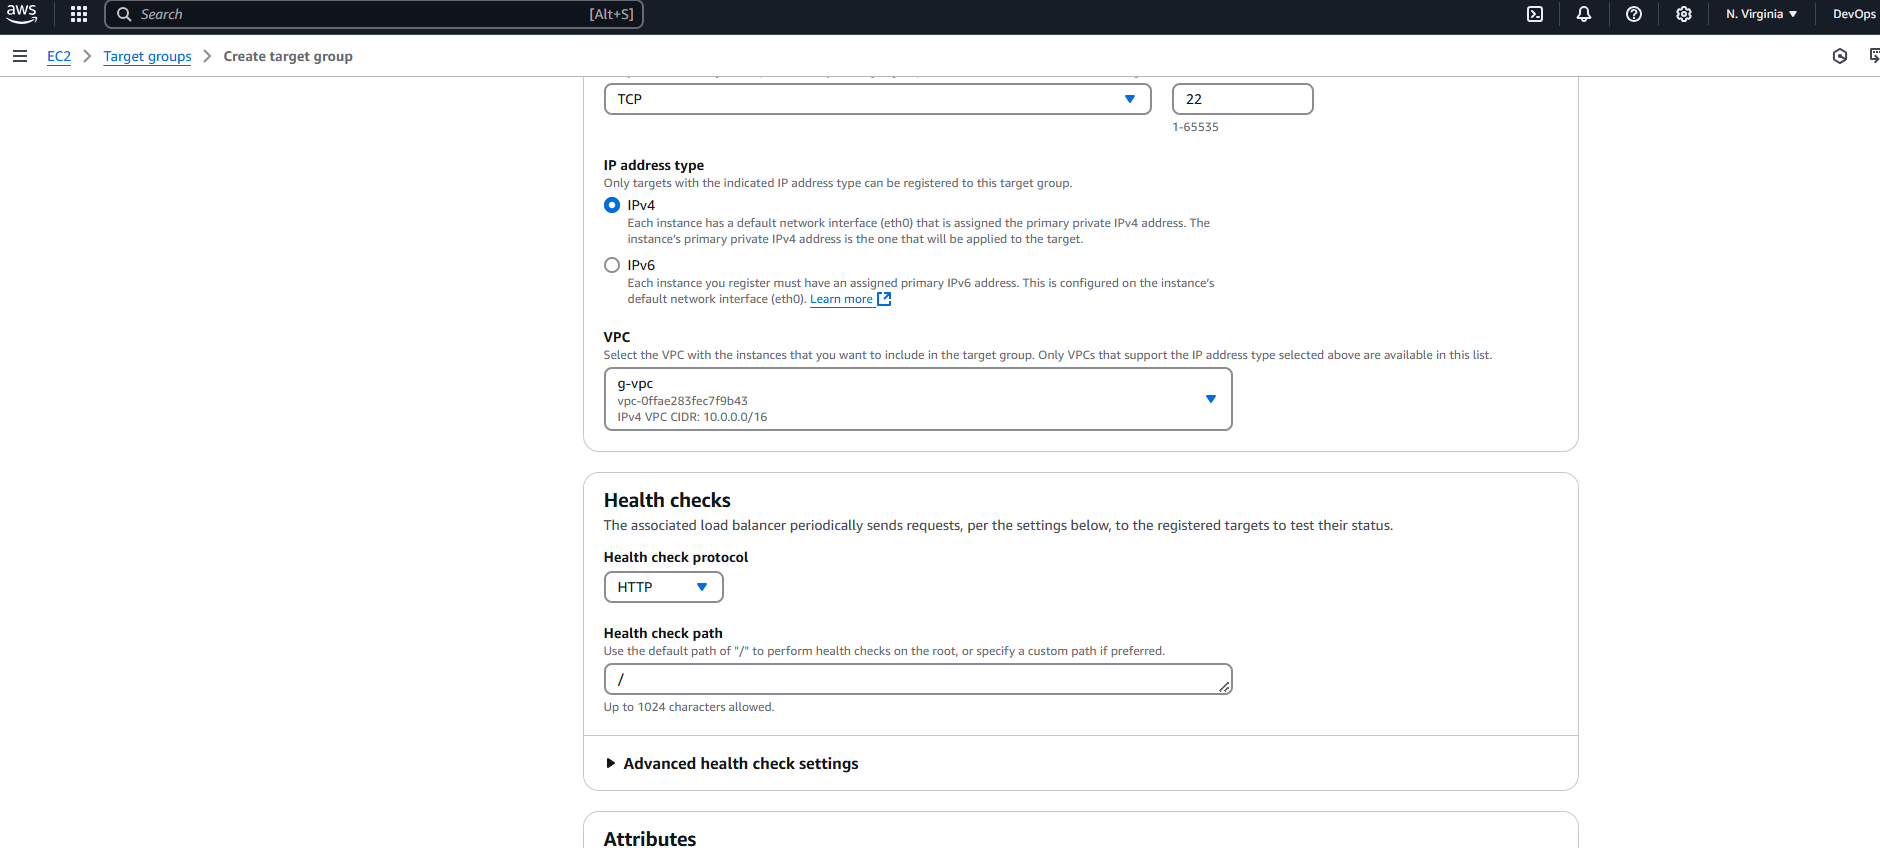 aws
Search [Alt+S]
N. Virginia
DevOps
EC2 > Target groups > Create target group
TCP
22
1-65535
IP address type
Only targets with the indicated IP address type can be registered to this target group.
IPv4
Each instance has a default network interface (eth0) that is assigned the primary private IPv4 address. The
instance's primary private IPv4 address is the one that will be applied to the target.
IPv6
Each instance you register must have an assigned primary IPv6 address. This is configured on the instance's
default network interface (eth0). Learn more
VPC
Select the VPC with the instances that you want to include in the target group. Only VPCs that support the IP address type selected above are available in this list.
g-vpc
vpc-0ffae283fec7f9b43
IPv4 VPC CIDR: 10.0.0.0/16
Health checks
The associated load balancer periodically sends requests, per the settings below, to the registered targets to test their status.
Health check protocol
HTTP
Health check path
Use the default path of "/" to perform health checks on the root, or specify a custom path if preferred.
/
Up to 1024 characters allowed.
Advanced health check settings
Attributes